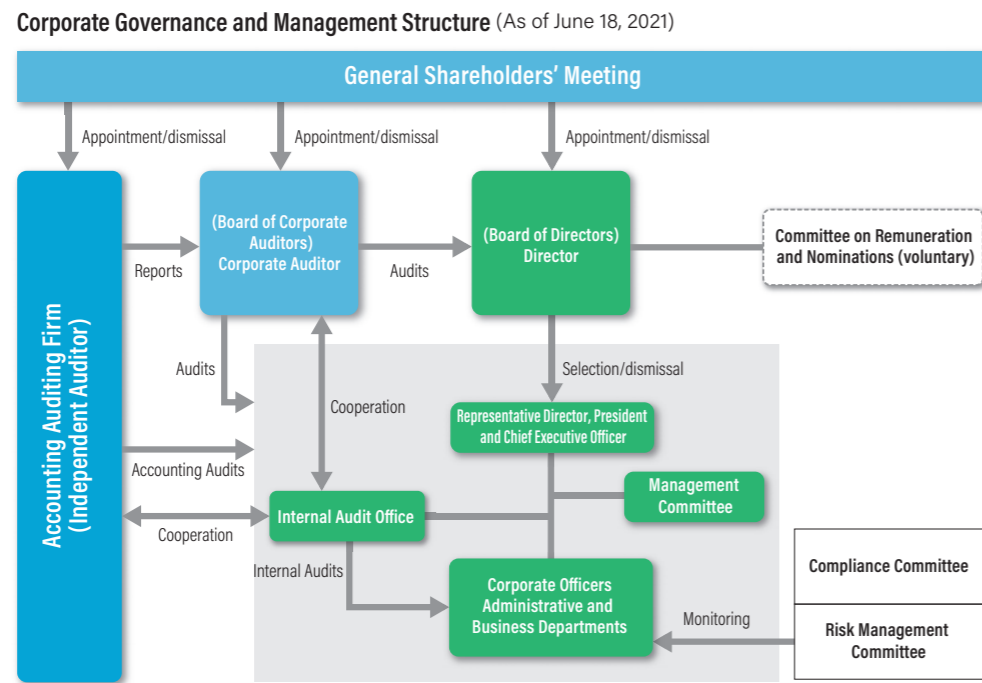 Corporate Governance and Management Structure (As of June 18, 2021)
General Shareholders' Meeting
Appointment/dismissal
Appointment/dismissal
Appointment/dismissal
Accounting Auditing Firm
(Independent Auditor)
(Board of Corporate
Auditors)
Corporate Auditor
(Board of Directors)
Director
Committee on Remuneration
and Nominations (voluntary)
Reports
Audits
Audits
Selection/dismissal
Cooperation
Representative Director, President
and Chief Executive Officer
Accounting Audits
Management
Committee
Internal Audit Office
Cooperation
Internal Audits
Corporate Officers
Administrative and
Business Departments
Monitoring
Compliance Committee
Risk Management
Committee